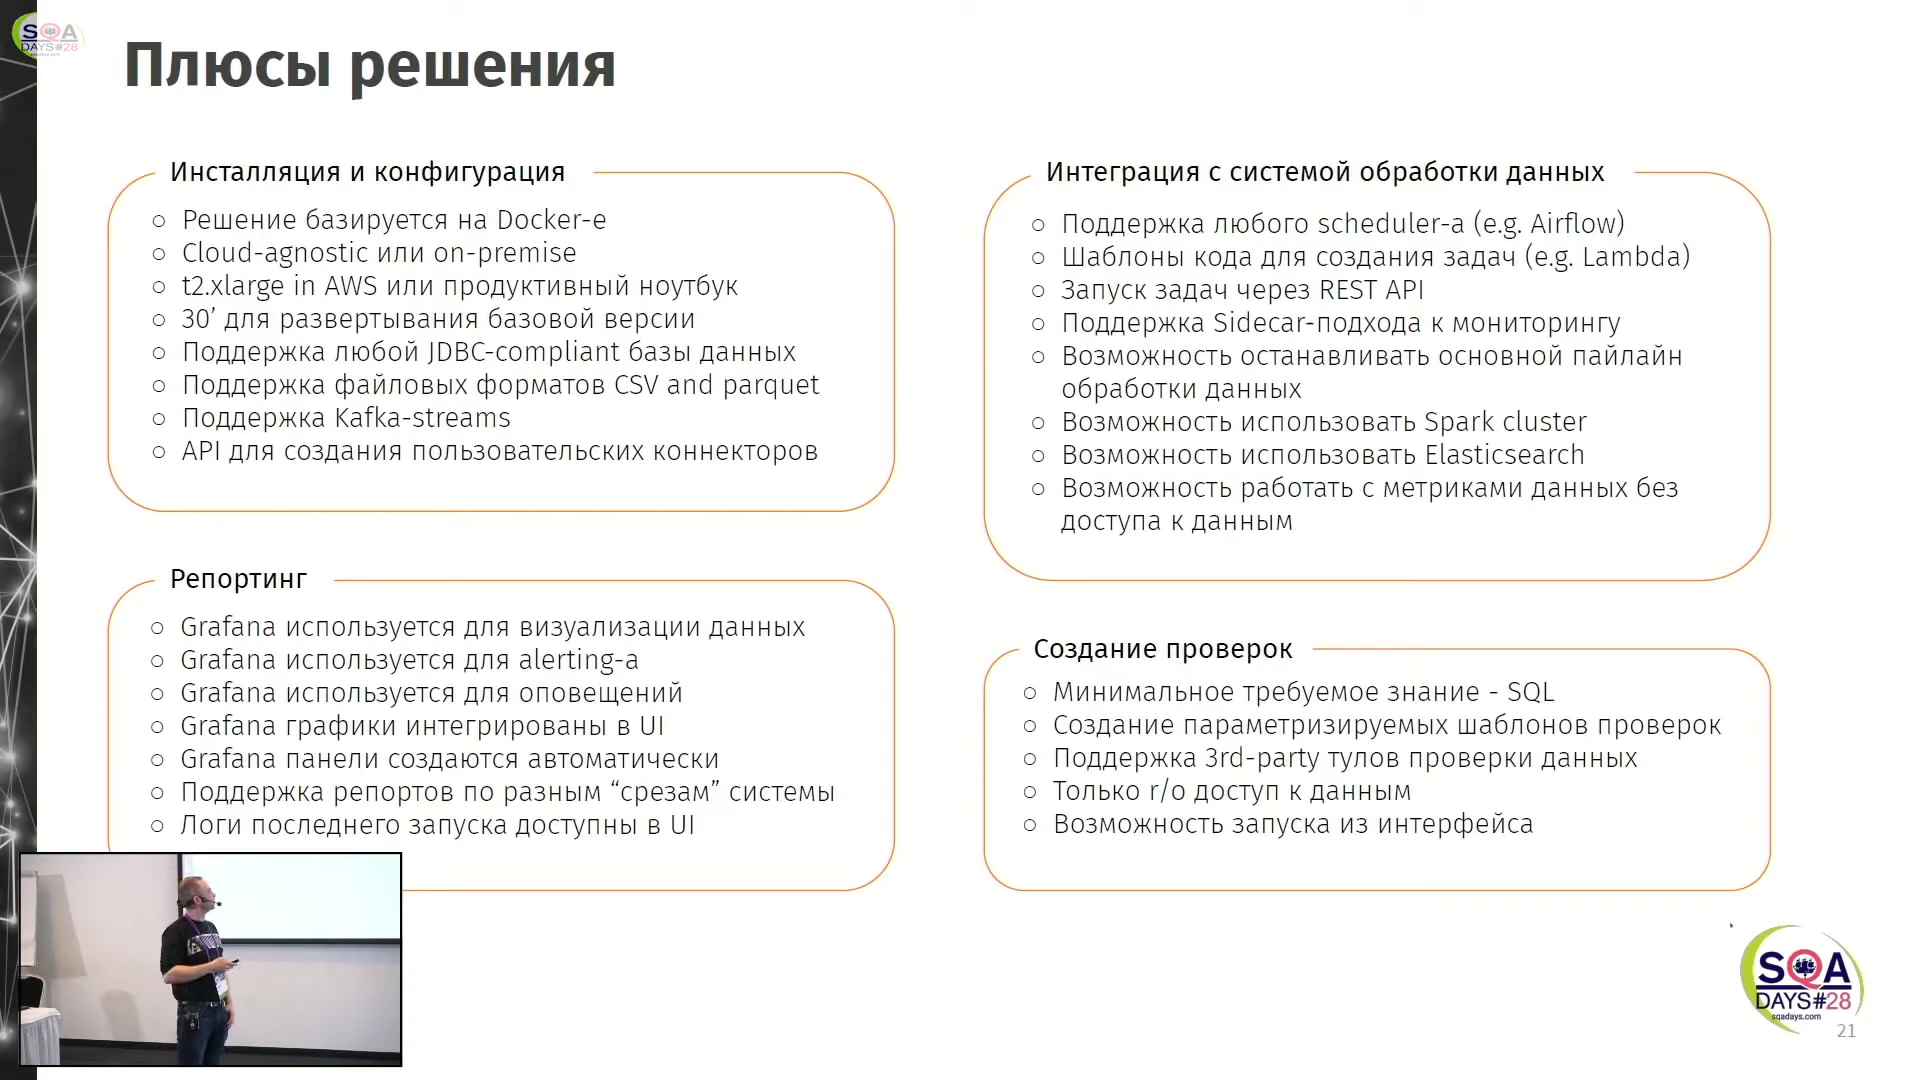 SQA
DAYS#28
Плюсы решения
Инсталляция и конфигурация
○ Решение базируется на Docker-е
○ Cloud-agnostic или on-premise
○ t2.xlarge in AWS или продуктивный ноутбук
○ 30’ для развертывания базовой версии
○ Поддержка любой JDBC-compliant базы данных
○ Поддержка файловых форматов CSV and parquet
○ Поддержка Kafka-streams
○ API для создания пользовательских коннекторов
Репортинг
○ Grafana используется для визуализации данных
○ Grafana используется для alerting-а
○ Grafana используется для оповещений
○ Grafana графики интегрированы в UI
○ Grafana панели создаются автоматически
○ Поддержка репортов по разным “срезам” системы
○ Логи последнего запуска доступны в UI
Интеграция с системой обработки данных
○ Поддержка любого scheduler-а (e.g. Airflow)
○ Шаблоны кода для создания задач (e.g. Lambda)
○ Запуск задач через REST API
○ Поддержка Sidecar-подхода к мониторингу
○ Возможность останавливать основной пайлайн
обработки данных
○ Возможность использовать Spark cluster
○ Возможность использовать Elasticsearch
○ Возможность работать с метриками данных без
доступа к данным
Создание проверок
○ Минимальное требуемое знание - SQL
○ Создание параметризируемых шаблонов проверок
○ Поддержка 3rd-party тулов проверки данных
○ Только r/o доступ к данным
○ Возможность запуска из интерфейса
SQA
DAYS#28
sqadays.com
21